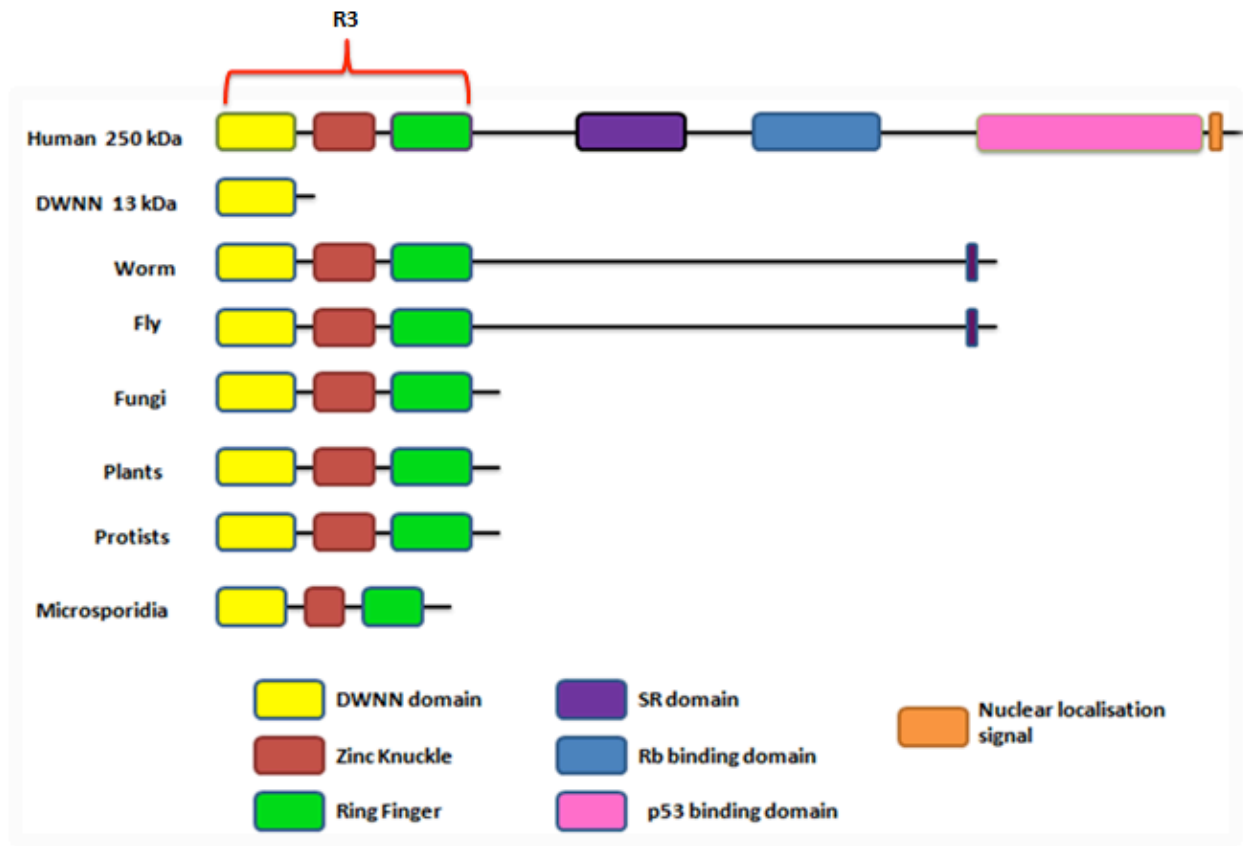 R3
Human 250 kDa
DWNN 13 kDa
Worm
Fly
Fungi
Plants
Protists
Microsporidia
DWNN domain
Zinc Knuckle
Ring Finger
SR domain
Rb binding domain
p53 binding domain
Nuclear localisation
signal